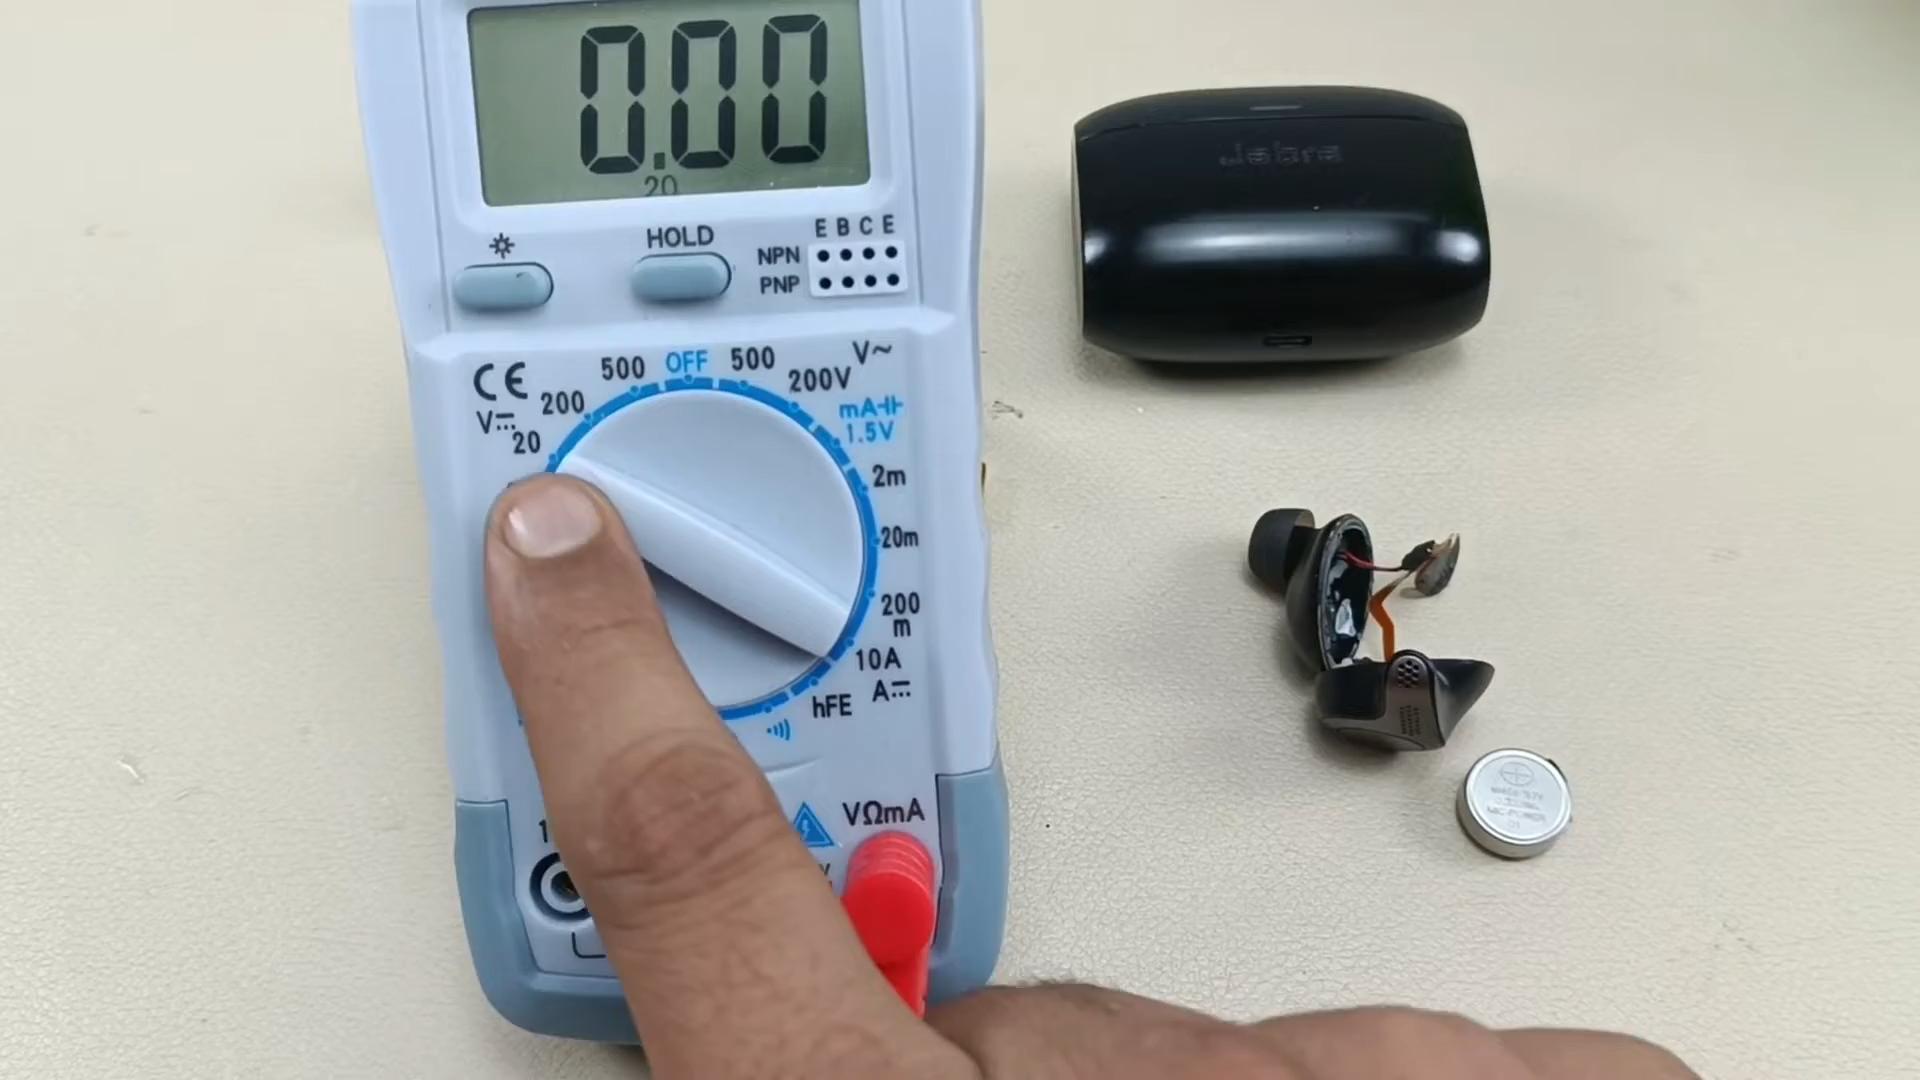 0.00
20
HOLD
E B C E
NPN
PNP
500 OFF 500 V~
CE 200 200V
V⎓ 20
mA
1.5V
2m
20m
200
m
10A
A⎓
hFE
VΩmA
Jabra